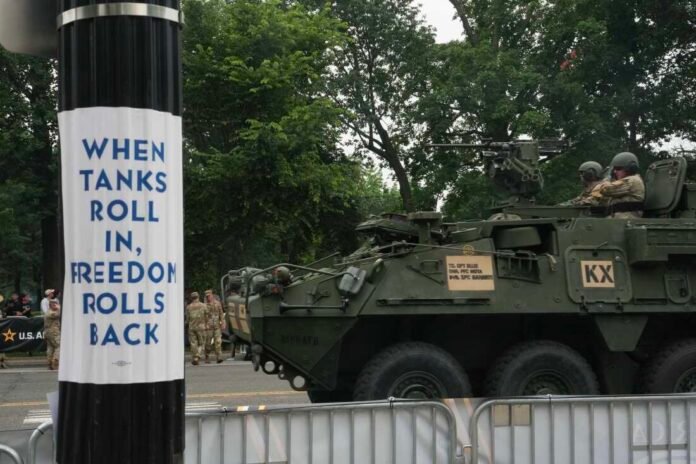 WHEN
TANKS
ROLL
IN,
FREEDOM
ROLLS
BACK
U.S. A
KX